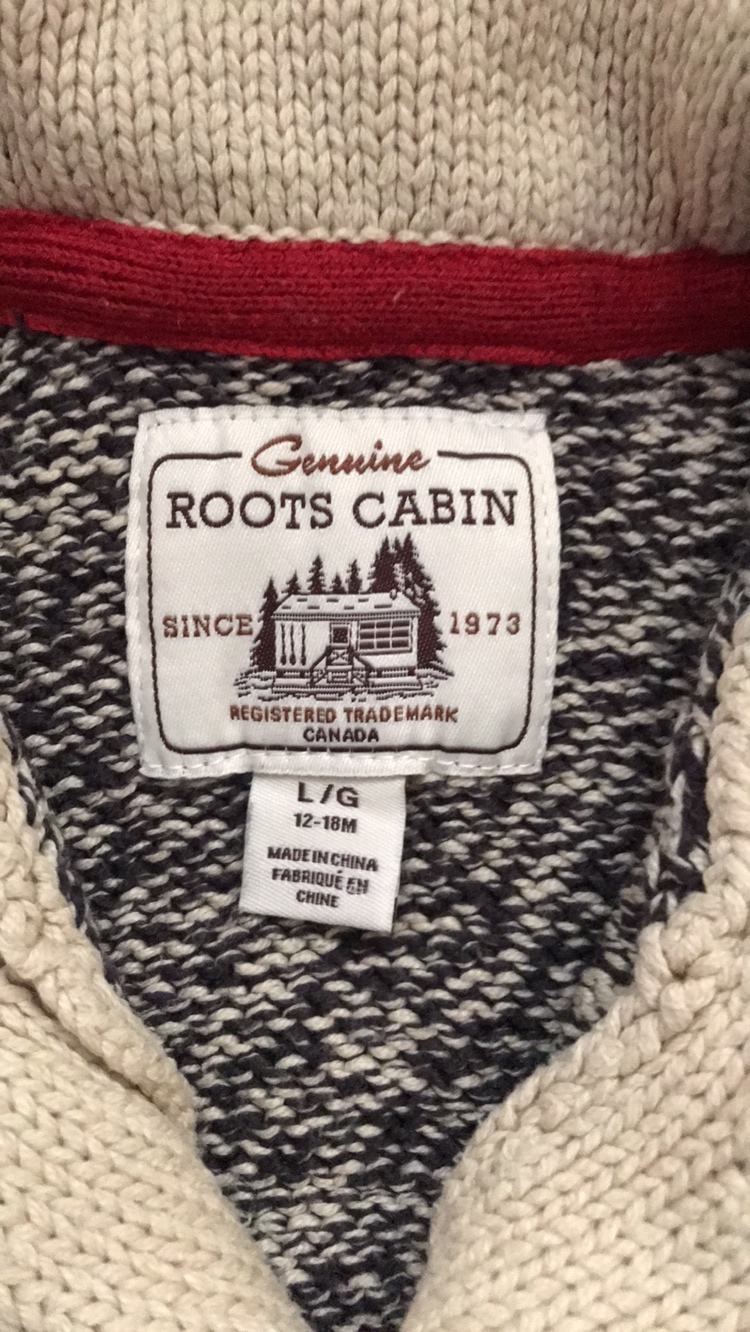 Genuine
ROOTS CABIN
SINCE 1973
REGISTERED TRADEMARK
CANADA
L/G
12-18M
MADE IN CHINA
FABRIQUÉ EN
CHINE